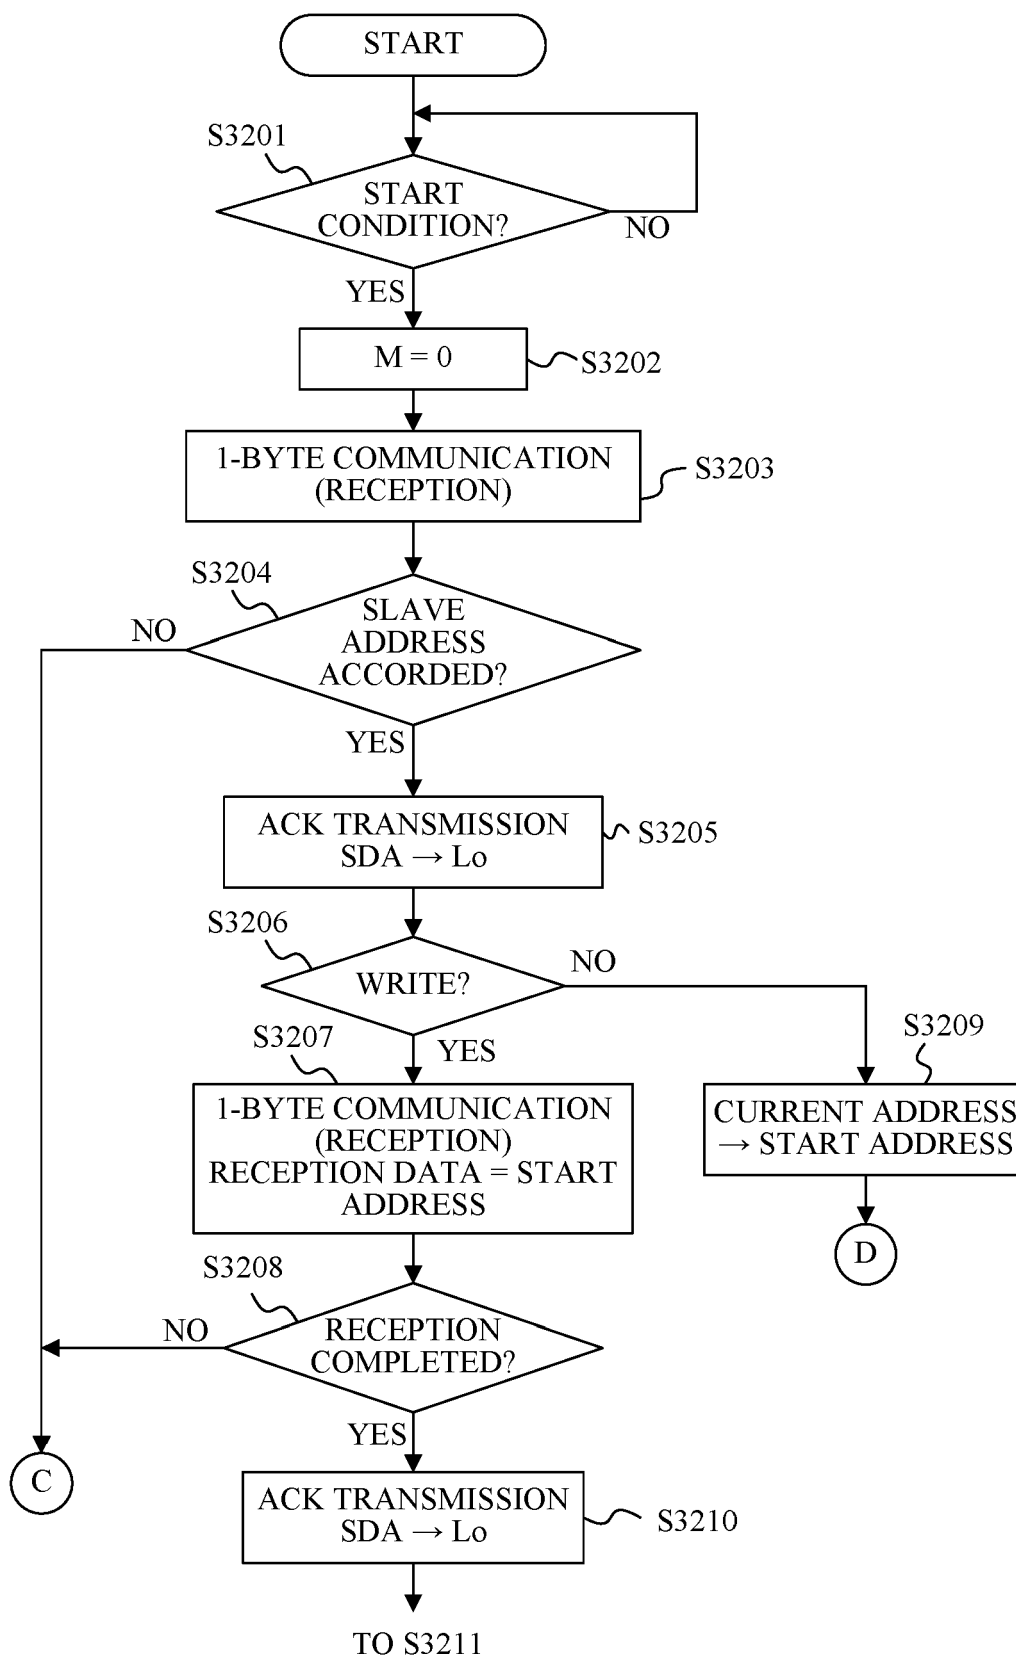 START
S3201
START
CONDITION?
NO
YES
M = 0
S3202
1-BYTE COMMUNICATION
(RECEPTION)
S3203
S3204
NO
SLAVE
ADDRESS
ACCORDED?
YES
ACK TRANSMISSION
SDA → Lo
S3205
S3206
WRITE?
NO
YES
S3207
S3209
1-BYTE COMMUNICATION
(RECEPTION)
RECEPTION DATA = START
ADDRESS
CURRENT ADDRESS
→ START ADDRESS
D
S3208
NO
RECEPTION
COMPLETED?
YES
C
ACK TRANSMISSION
SDA → Lo
S3210
TO S3211